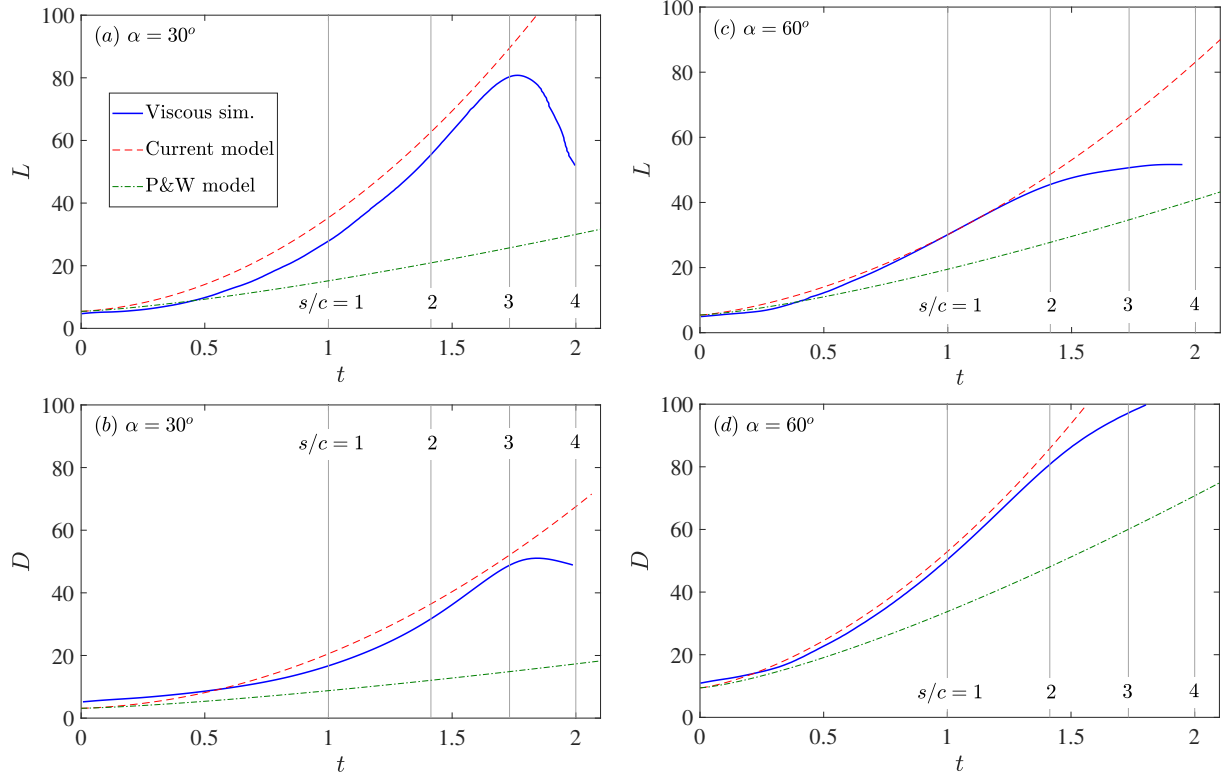 (a) α = 30°
Viscous sim.
Current model
P&W model
s/c = 1 2 3 4
0 20 40 60 80 100
L
0 0.5 1 1.5 2
t
(c) α = 60°
s/c = 1 2 3 4
0 20 40 60 80 100
L
0 0.5 1 1.5 2
t
(b) α = 30°
s/c = 1 2 3 4
0 20 40 60 80 100
D
0 0.5 1 1.5 2
t
(d) α = 60°
s/c = 1 2 3 4
0 20 40 60 80 100
D
0 0.5 1 1.5 2
t